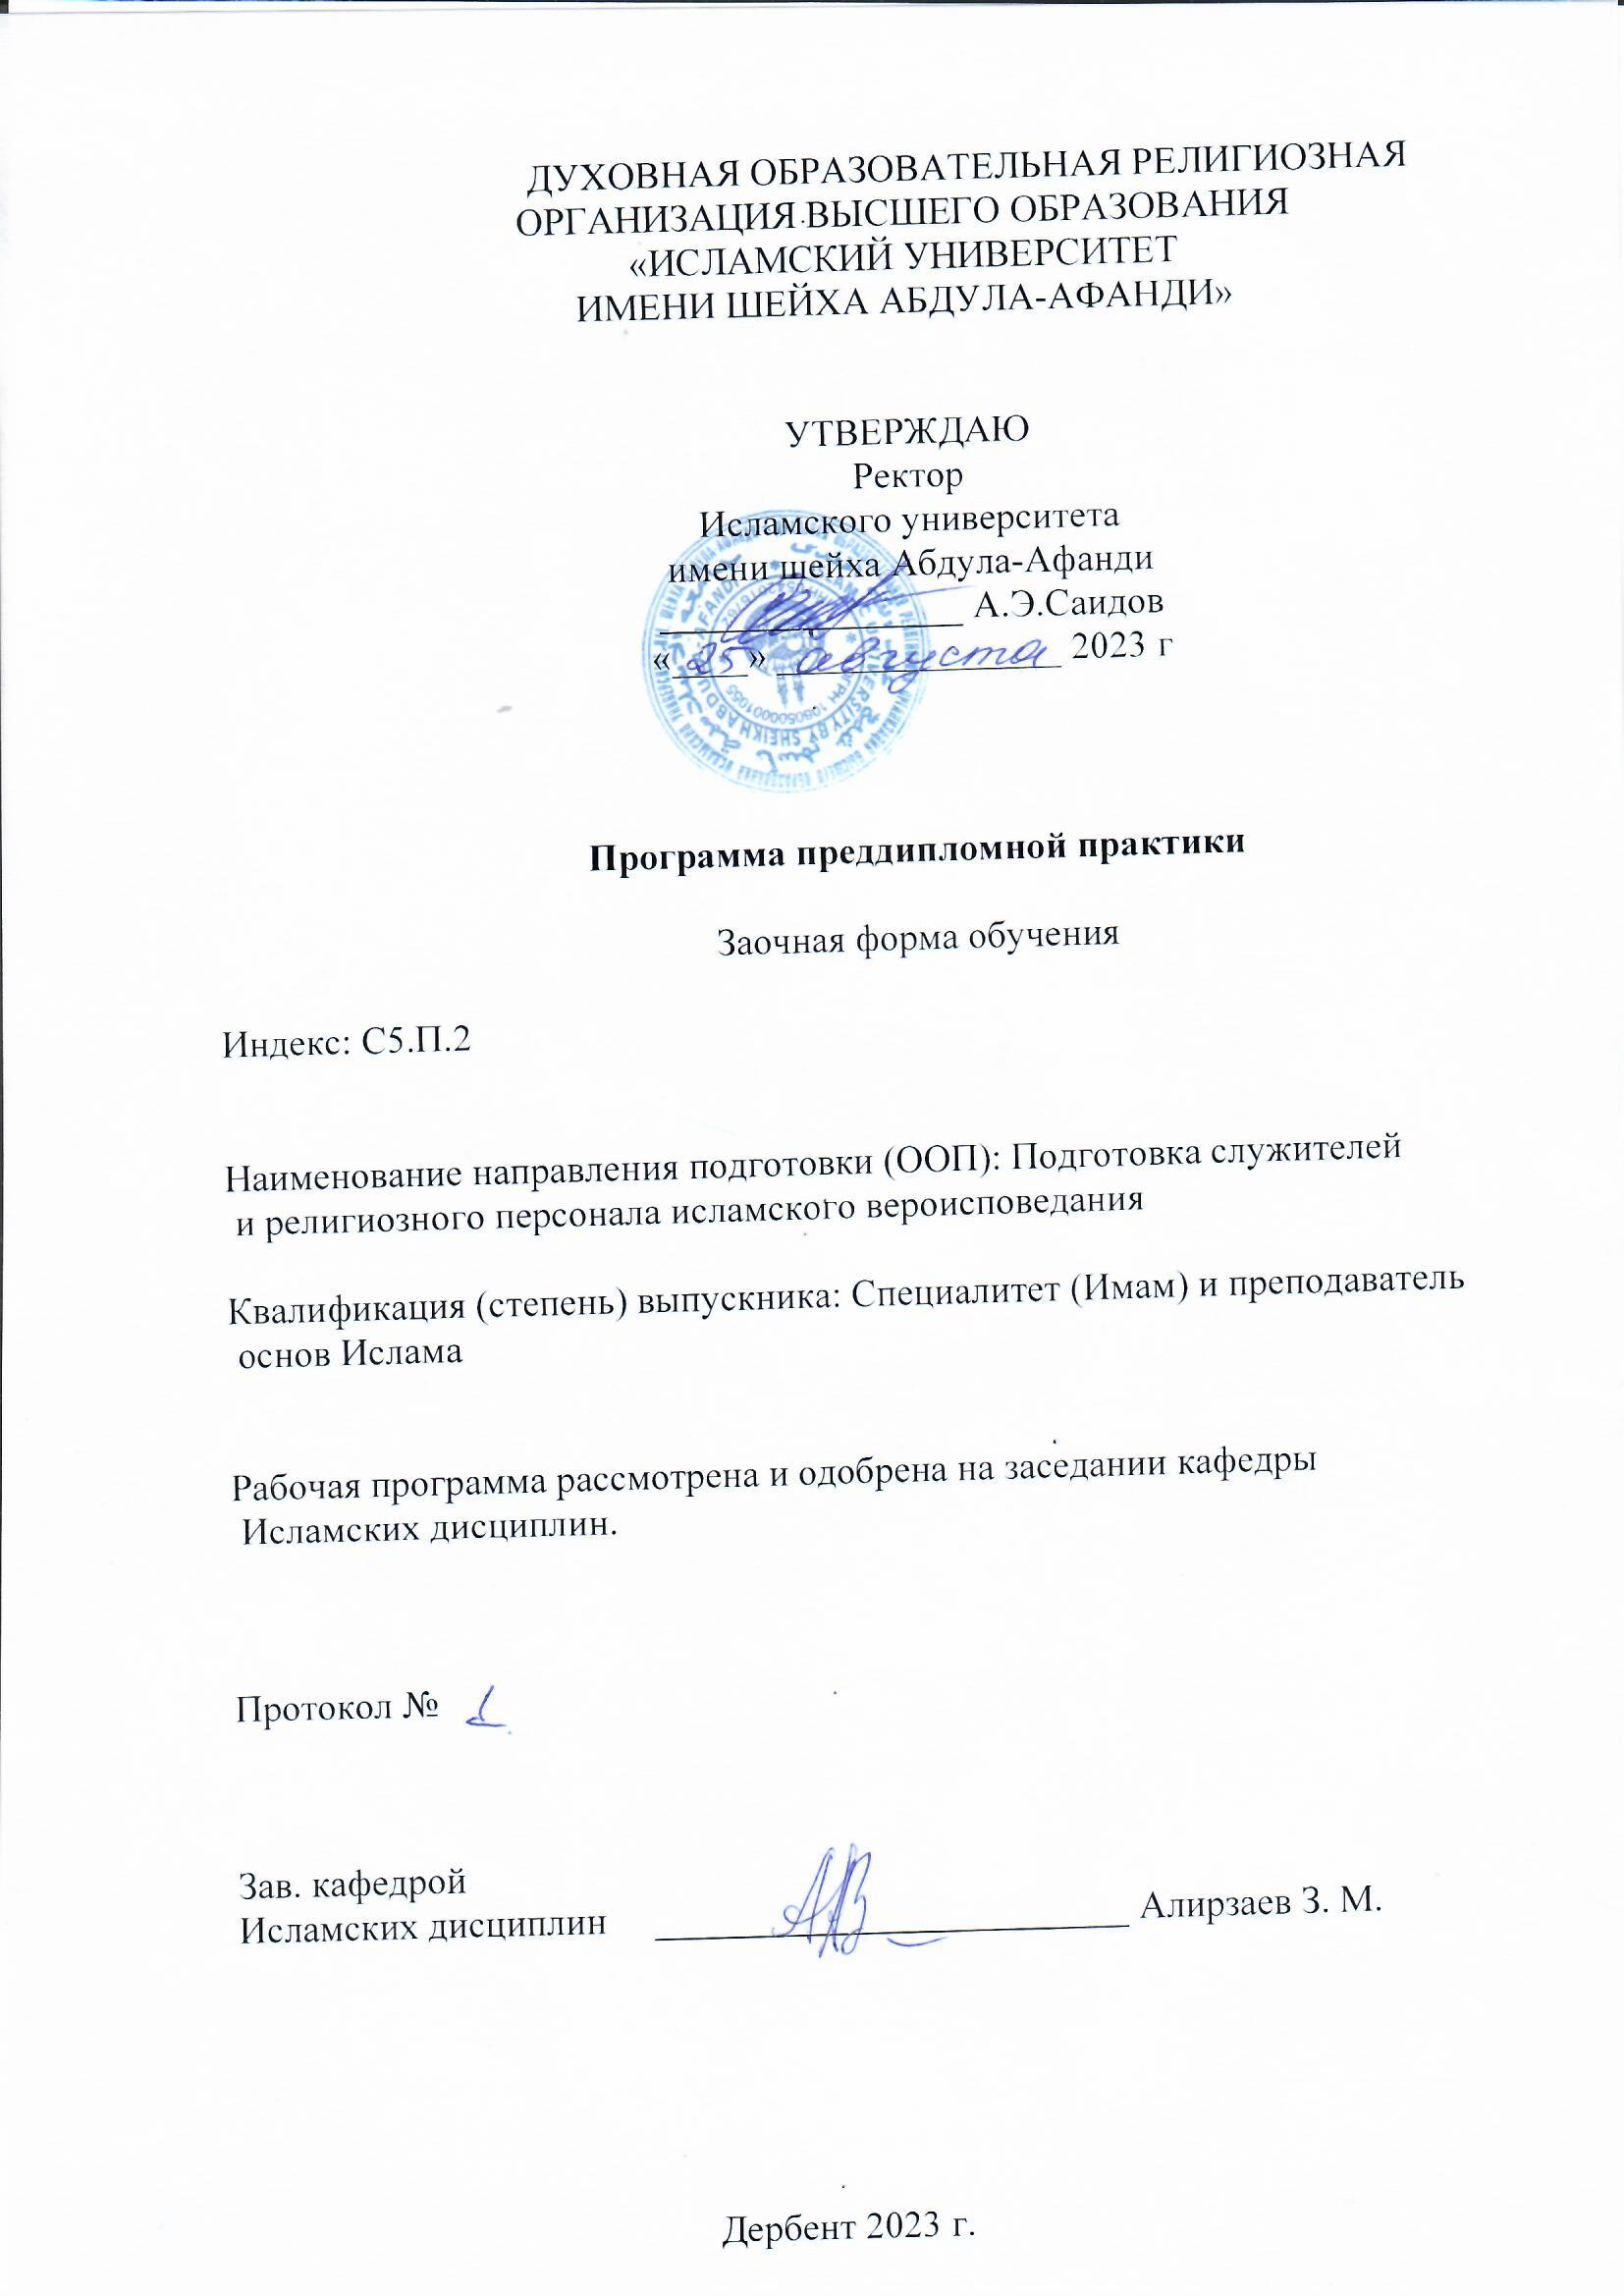 ДУХОВНАЯ ОБРАЗОВАТЕЛЬНАЯ РЕЛИГИОЗНАЯ
ОРГАНИЗАЦИЯ ВЫСШЕГО ОБРАЗОВАНИЯ
«ИСЛАМСКИЙ УНИВЕРСИТЕТ
ИМЕНИ ШЕЙХА АБДУЛА-АФАНДИ»
УТВЕРЖДАЮ
Ректор
Исламского университета
имени шейха Абдула-Афанди
А.Э.Саидов
«25» августа 2023 г
Программа преддипломной практики
Заочная форма обучения
Индекс: С5.П.2
Наименование направления подготовки (ООП): Подготовка служителей
и религиозного персонала исламского вероисповедания
Квалификация (степень) выпускника: Специалитет (Имам) и преподаватель
основ Ислама
Рабочая программа рассмотрена и одобрена на заседании кафедры
Исламских дисциплин.
Протокол № 1
Зав. кафедрой
Исламских дисциплин Алирзаев З. М.
Дербент 2023 г.